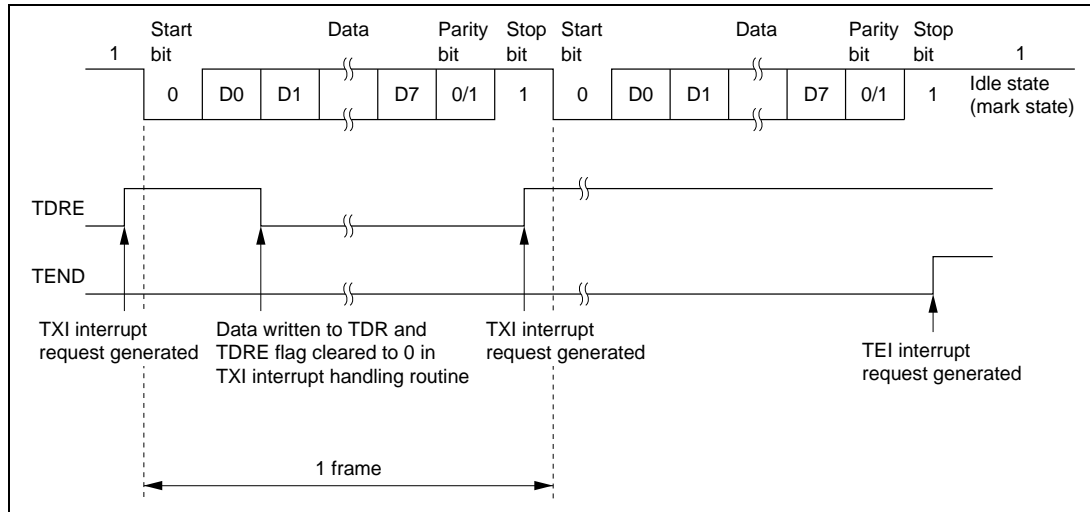 1
Start bit
Data
Parity bit
Stop bit
Start bit
Data
Parity bit
Stop bit
1
0
D0
D1
D7
0/1
1
0
D0
D1
D7
0/1
1
Idle state
(mark state)
TDRE
TEND
TXI interrupt
request generated
Data written to TDR and
TDRE flag cleared to 0 in
TXI interrupt handling routine
TXI interrupt
request generated
TEI interrupt
request generated
1 frame